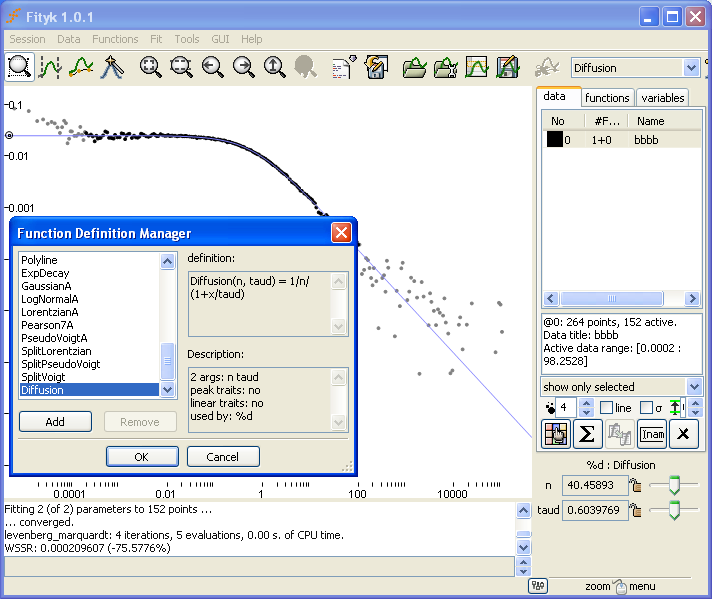 Fityk 1.0.1
Session Data Functions Fit Tools GUI Help
Diffusion
data functions variables
No #F... Name
0 1+0 bbbb
0.1
0.01
0.001
Function Definition Manager
Polyline
ExpDecay
GaussianA
LogNormalA
LorentzianA
Pearson7A
PseudoVoigtA
SplitLorentzian
SplitPseudoVoigt
SplitVoigt
Diffusion
definition:
Diffusion(n, taud) = 1/n/
(1+x/taud)
Description:
2 args: n taud
peak traits: no
linear traits: no
used by: %d
Add Remove
OK Cancel
0.0001 0.01 1 100 10000
@0: 264 points, 152 active.
Data title: bbbb
Active data range: [0.0002 :
98.2528]
show only selected
4 line σ
Σ Inam X
%d : Diffusion
n 40.45893
taud 0.6039769
Fitting 2 (of 2) parameters to 152 points ...
... converged.
levenberg_marquardt: 4 iterations, 5 evaluations, 0.00 s. of CPU time.
WSSR: 0.000209607 (-75.5776%)
zoom menu